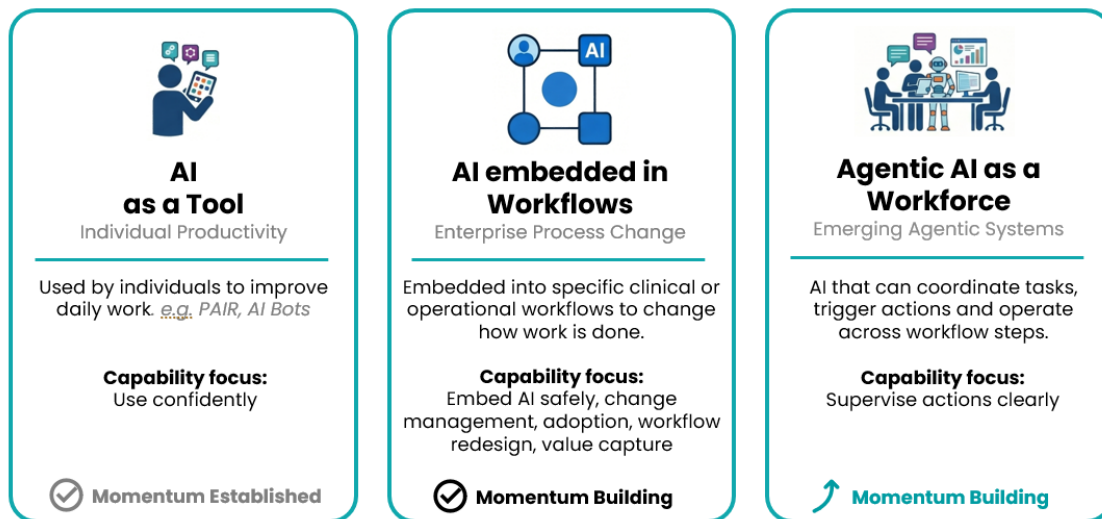 AI
as a Tool
Individual Productivity
Used by individuals to improve
daily work. e.g. PAIR, AI Bots
Capability focus:
Use confidently
Momentum Established
AI
AI embedded in
Workflows
Enterprise Process Change
Embedded into specific clinical or
operational workflows to change
how work is done.
Capability focus:
Embed AI safely, change
management, adoption, workflow
redesign, value capture
Momentum Building
Agentic AI as a
Workforce
Emerging Agentic Systems
AI that can coordinate tasks,
trigger actions and operate
across workflow steps.
Capability focus:
Supervise actions clearly
Momentum Building